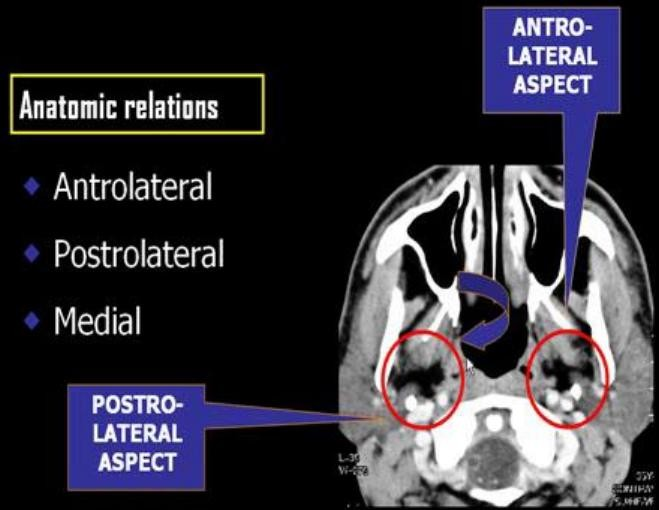 ANTRO-
LATERAL
ASPECT
Anatomic relations
Antrolateral
Postrolateral
Medial
POSTRO-
LATERAL
ASPECT